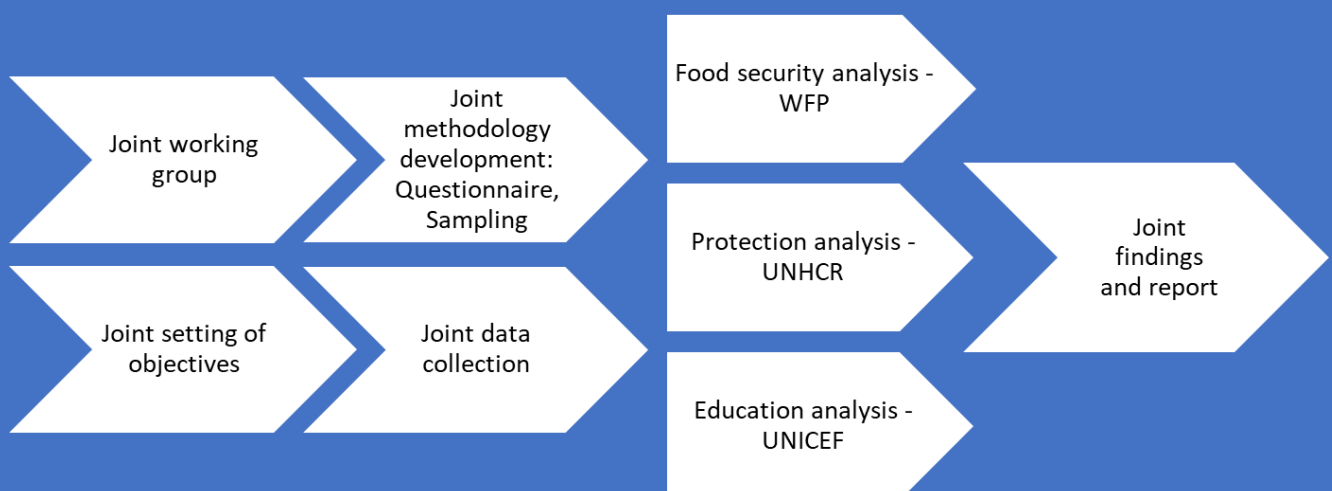 Joint working
group
Joint
methodology
development:
Questionnaire,
Sampling
Joint setting of
objectives
Joint data
collection
Food security analysis -
WFP
Protection analysis -
UNHCR
Education analysis -
UNICEF
Joint
findings
and report